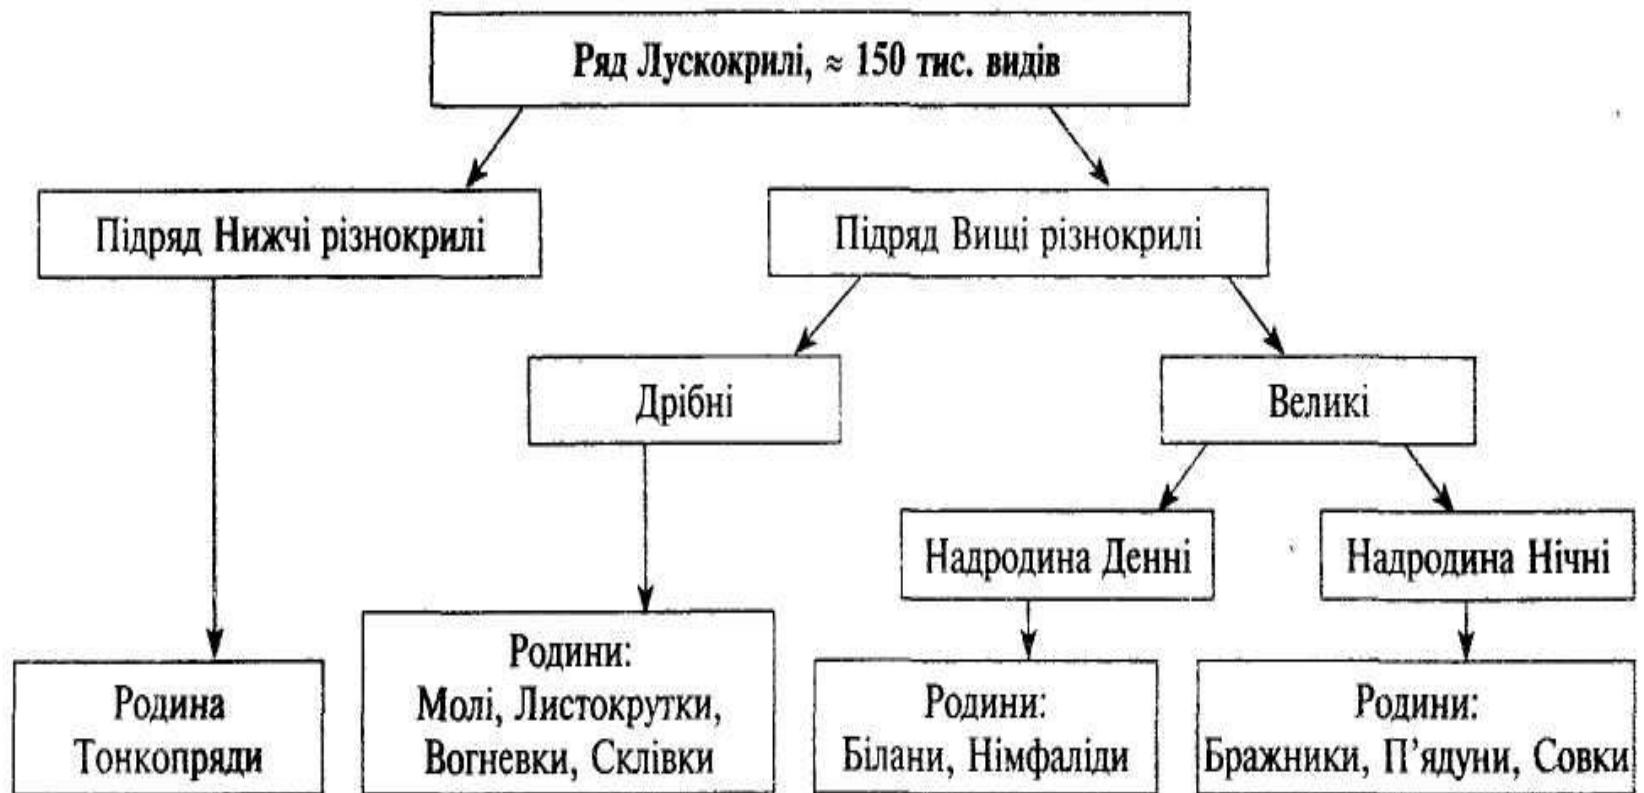 Ряд Лускокрилі, ≈ 150 тис. видів
Підряд Нижчі різнокрилі
Підряд Вищі різнокрилі
Дрібні
Великі
Надродина Денні
Надродина Нічні
Родина
Тонкопряди
Родини:
Молі, Листокрутки,
Вогневки, Склівки
Родини:
Білани, Німфаліди
Родини:
Бражники, П’ядуни, Совки